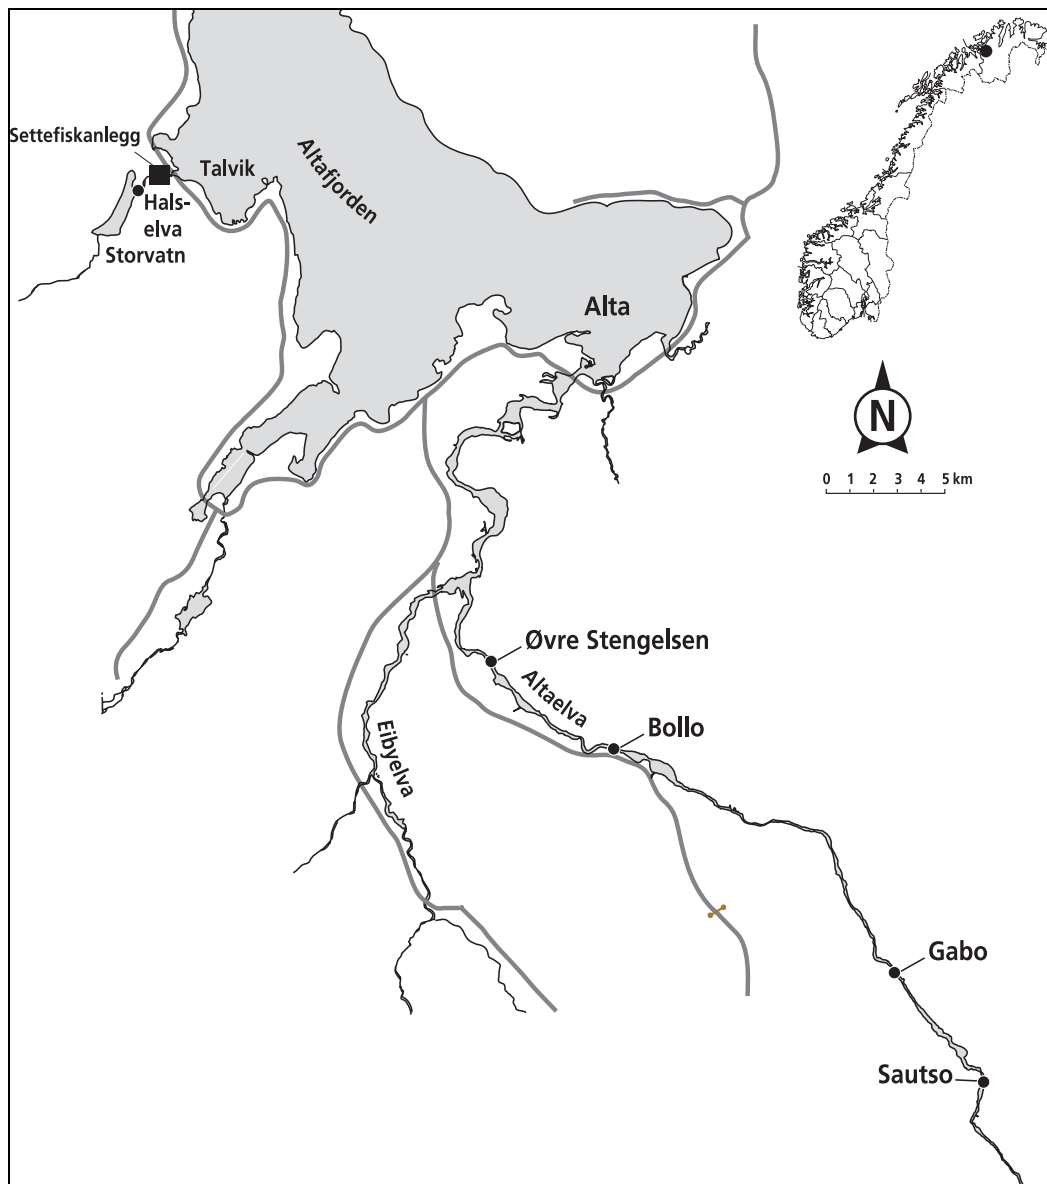 Settefiskanlegg
Talvik
Hals-
elva
Storvatn
Altafjorden
Alta
N
0 1 2 3 4 5 km
Øvre Stengelsen
Altaelva
Bollo
Eibyelva
Gabo
Sautso